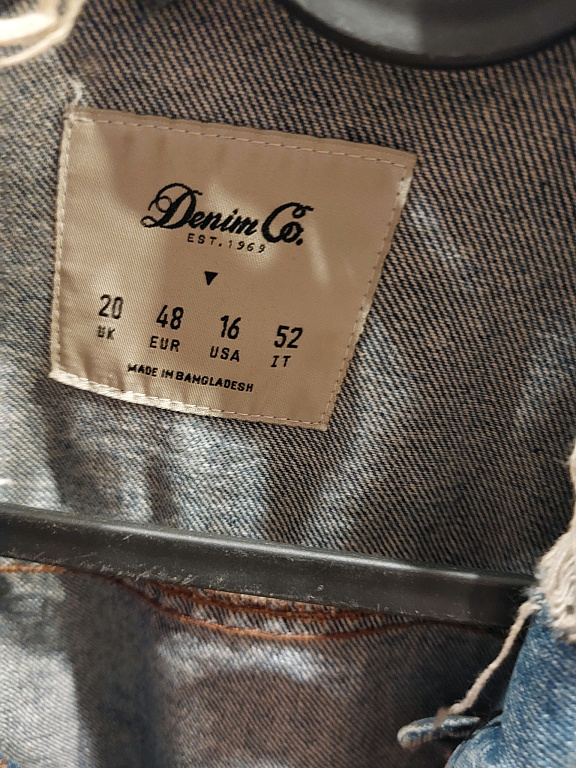 Denim Co.
EST. 1969
20 48 16 52
UK EUR USA IT
MADE IN BANGLADESH